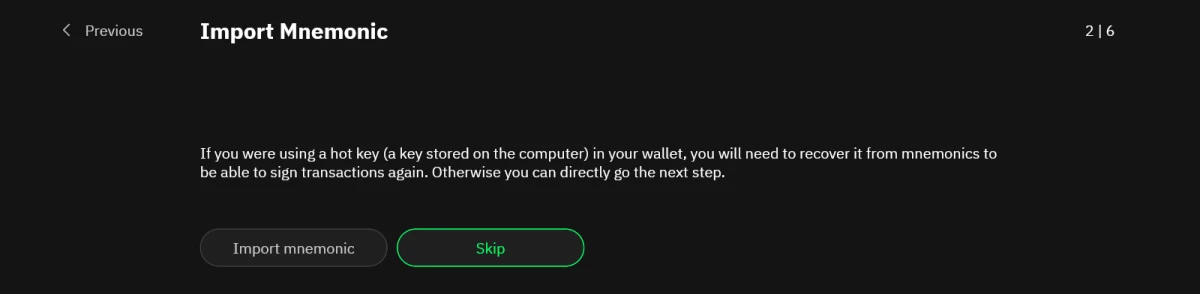 Previous
Import Mnemonic
2 | 6
If you were using a hot key (a key stored on the computer) in your wallet, you will need to recover it from mnemonics to
be able to sign transactions again. Otherwise you can directly go the next step.
Import mnemonic
Skip